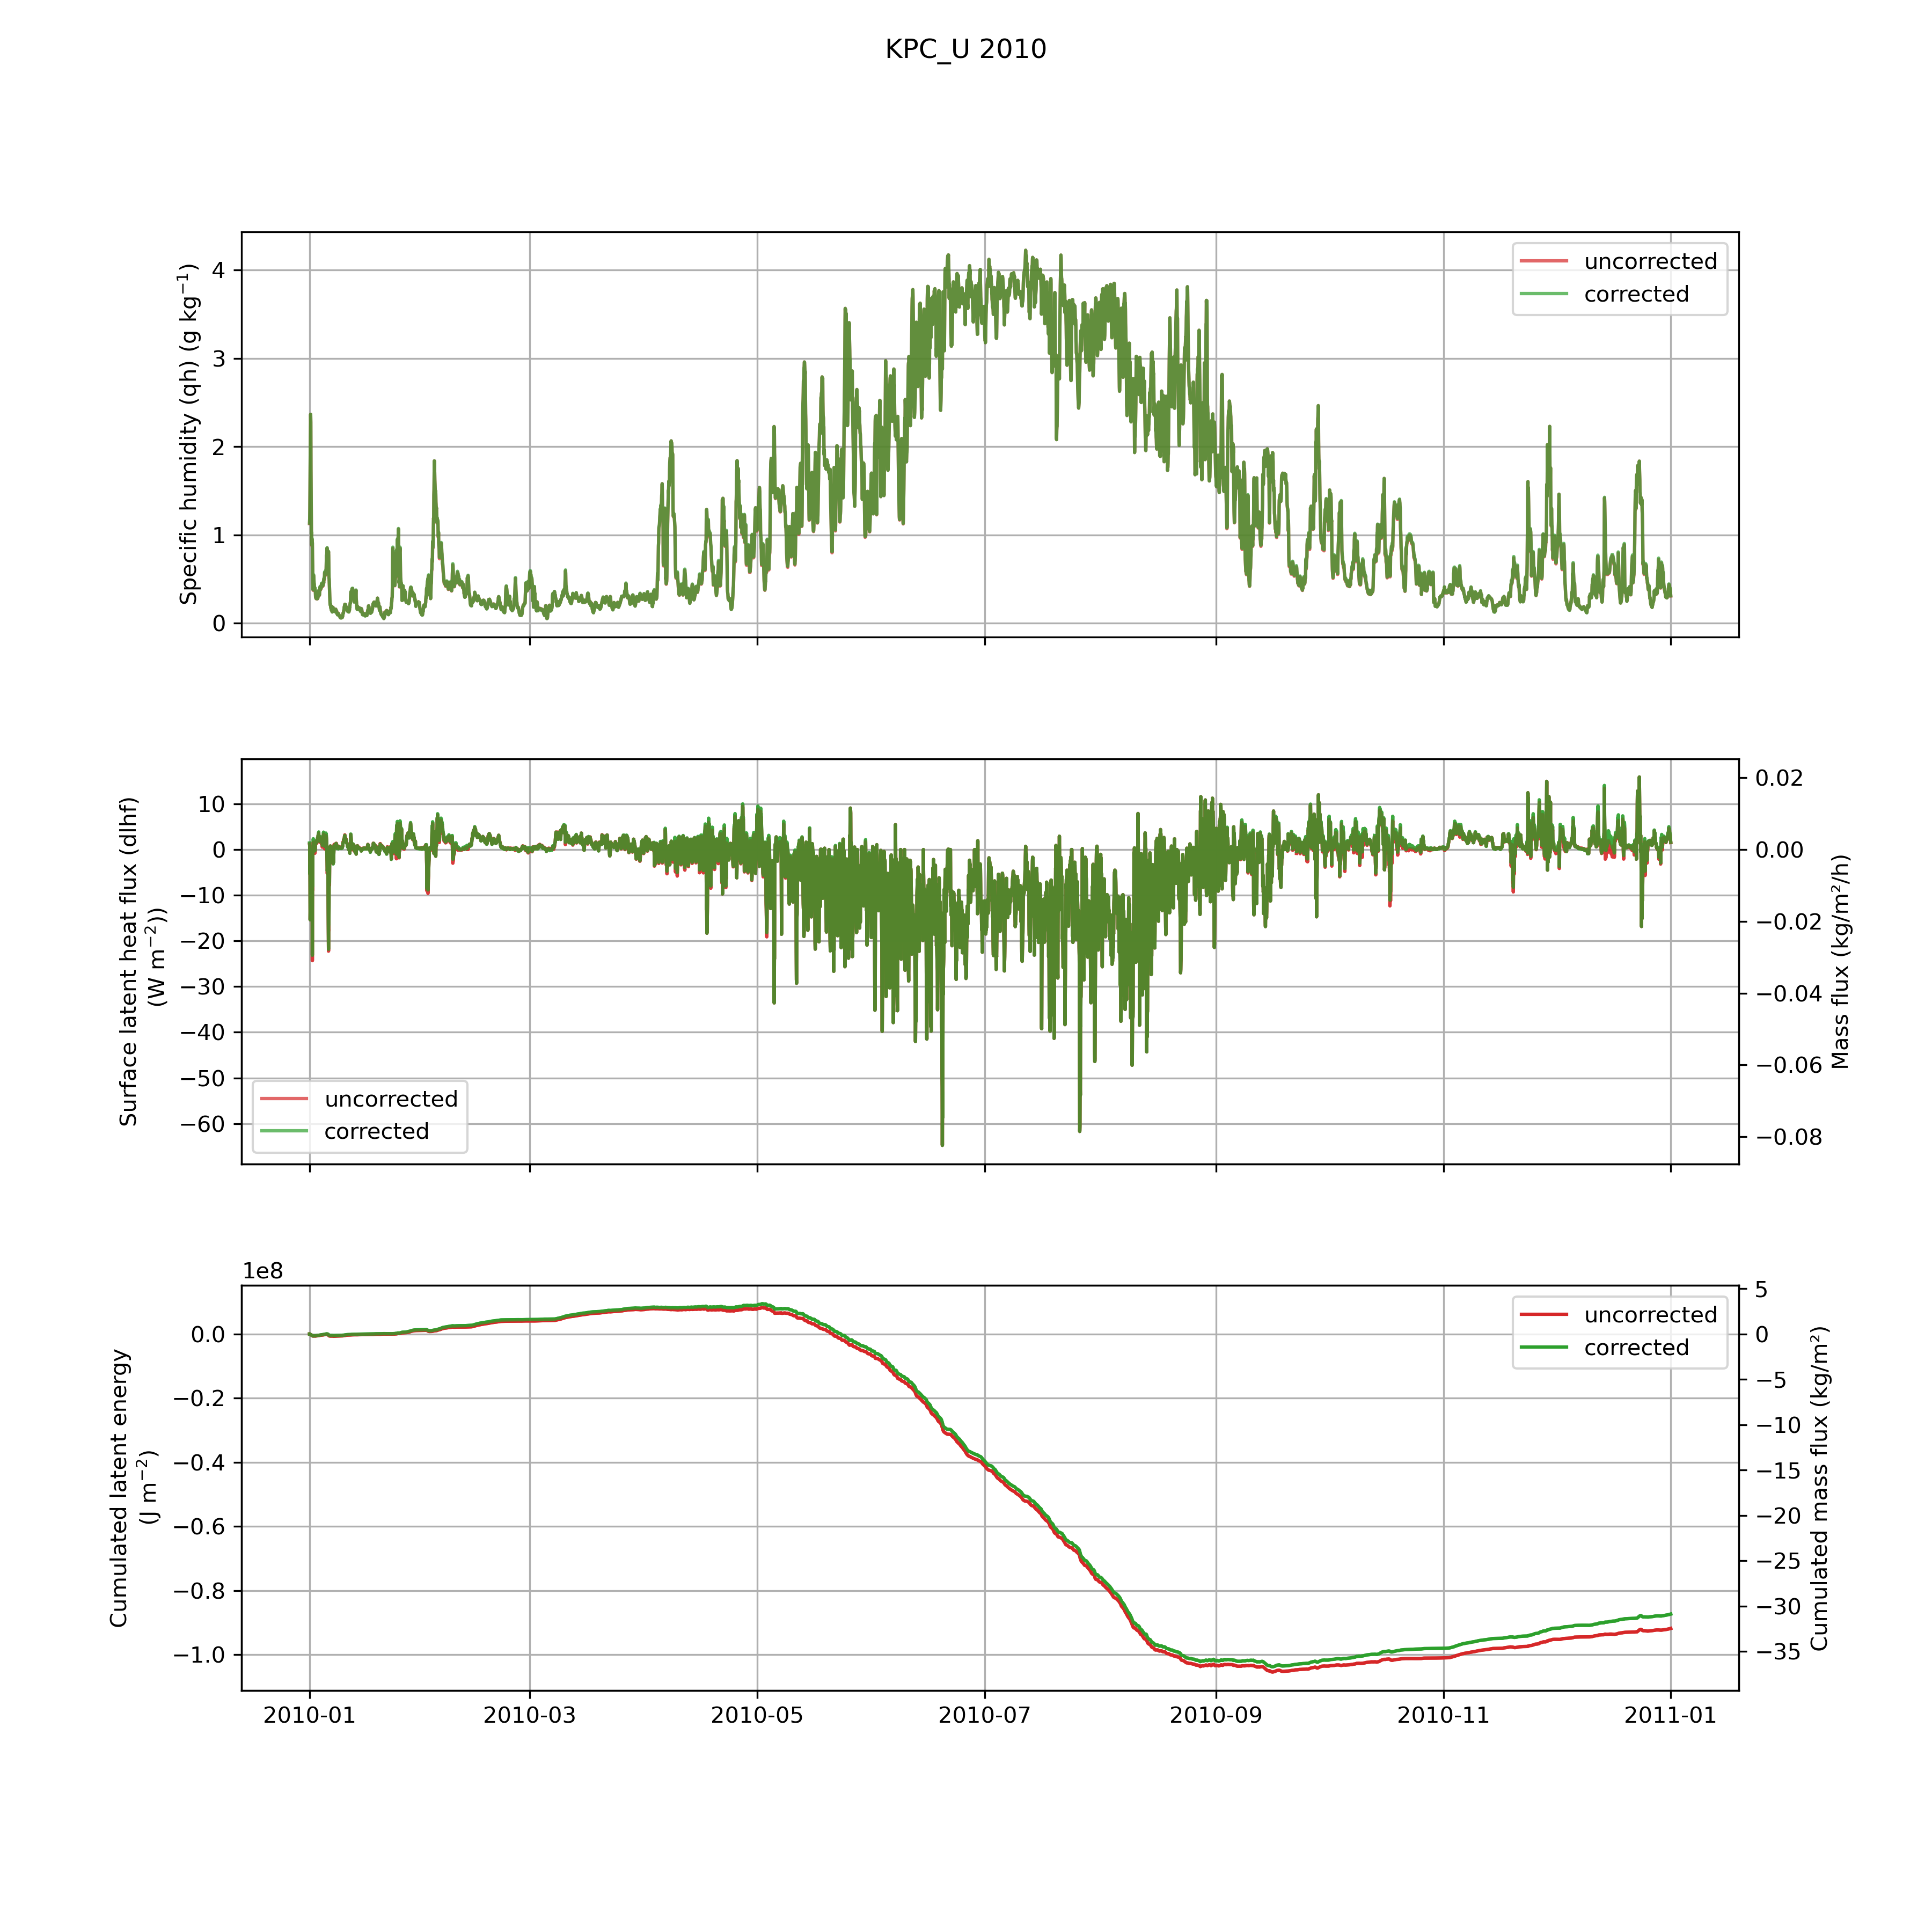 KPC_U 2010
Specific humidity (qh) (g kg⁻¹)
4
3
2
1
0
uncorrected
corrected
Surface latent heat flux (dlhf)
(W m⁻²))
10
0
−10
−20
−30
−40
−50
−60
uncorrected
corrected
0.02
0.00
−0.02
−0.04
−0.06
−0.08
Mass flux (kg/m²/h)
1e8
Cumulated latent energy
(J m⁻²)
0.0
−0.2
−0.4
−0.6
−0.8
−1.0
uncorrected
corrected
5
0
−5
−10
−15
−20
−25
−30
−35
Cumulated mass flux (kg/m²)
2010-01
2010-03
2010-05
2010-07
2010-09
2010-11
2011-01